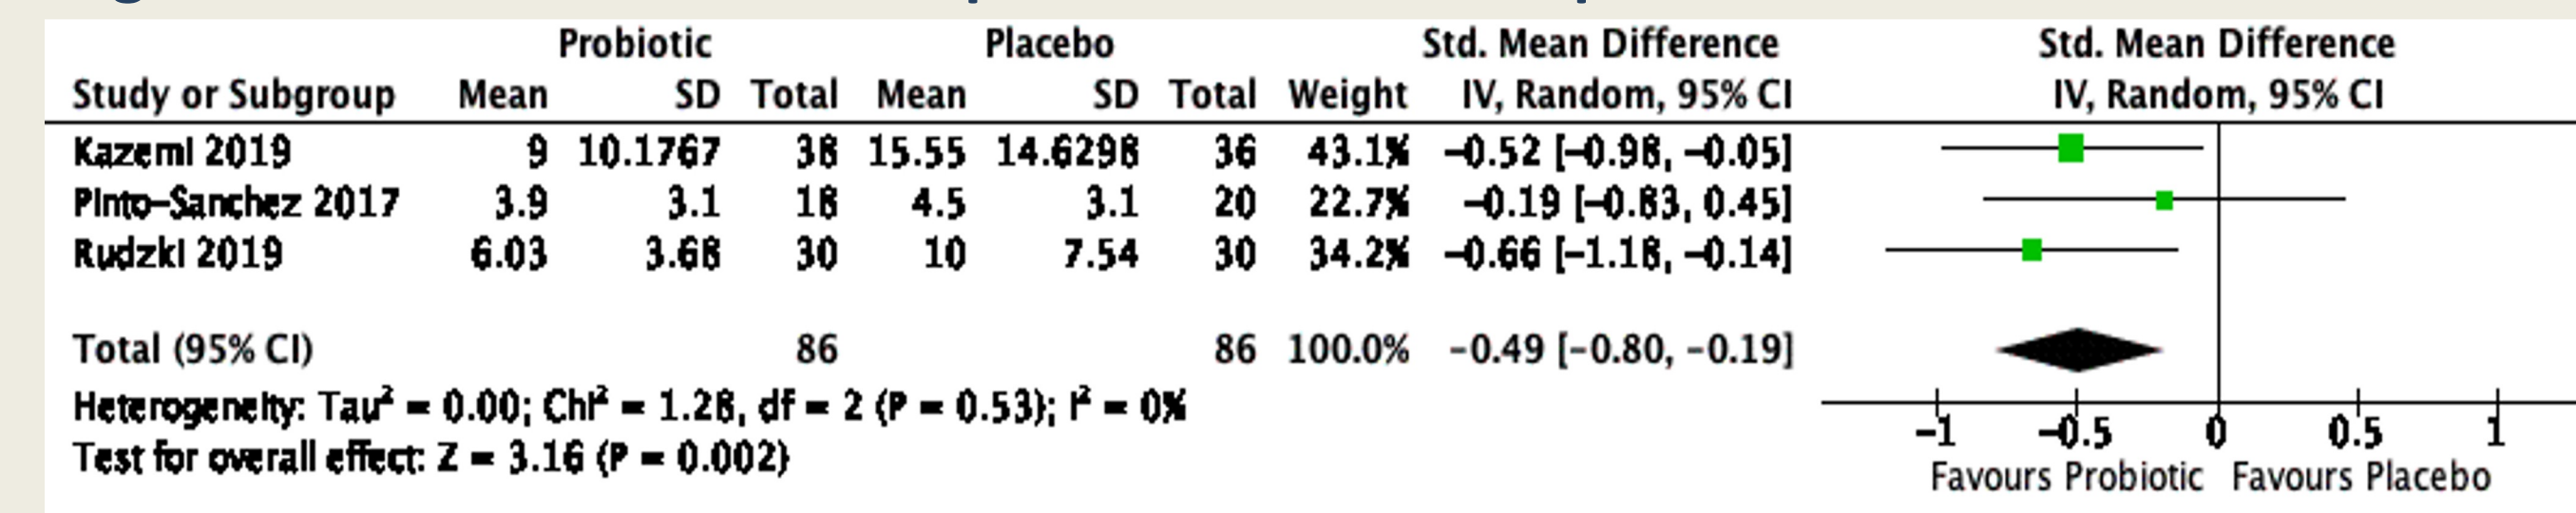 Probiotic Placebo Std. Mean Difference Std. Mean Difference
Study or Subgroup Mean SD Total Mean SD Total Weight IV, Random, 95% CI IV, Random, 95% CI
Kazemi 2019 9 10.1767 38 15.55 14.6298 36 43.1% −0.52 [−0.98, −0.05]
Pinto−Sanchez 2017 3.9 3.1 18 4.5 3.1 20 22.7% −0.19 [−0.83, 0.45]
Rudzki 2019 6.03 3.68 30 10 7.54 30 34.2% −0.66 [−1.18, −0.14]
Total (95% CI) 86 86 100.0% −0.49 [−0.80, −0.19]
Heterogeneity: Tau² = 0.00; Chi² = 1.28, df = 2 (P = 0.53); I² = 0%
Test for overall effect: Z = 3.16 (P = 0.002)
−1 −0.5 0 0.5 1
Favours Probiotic Favours Placebo